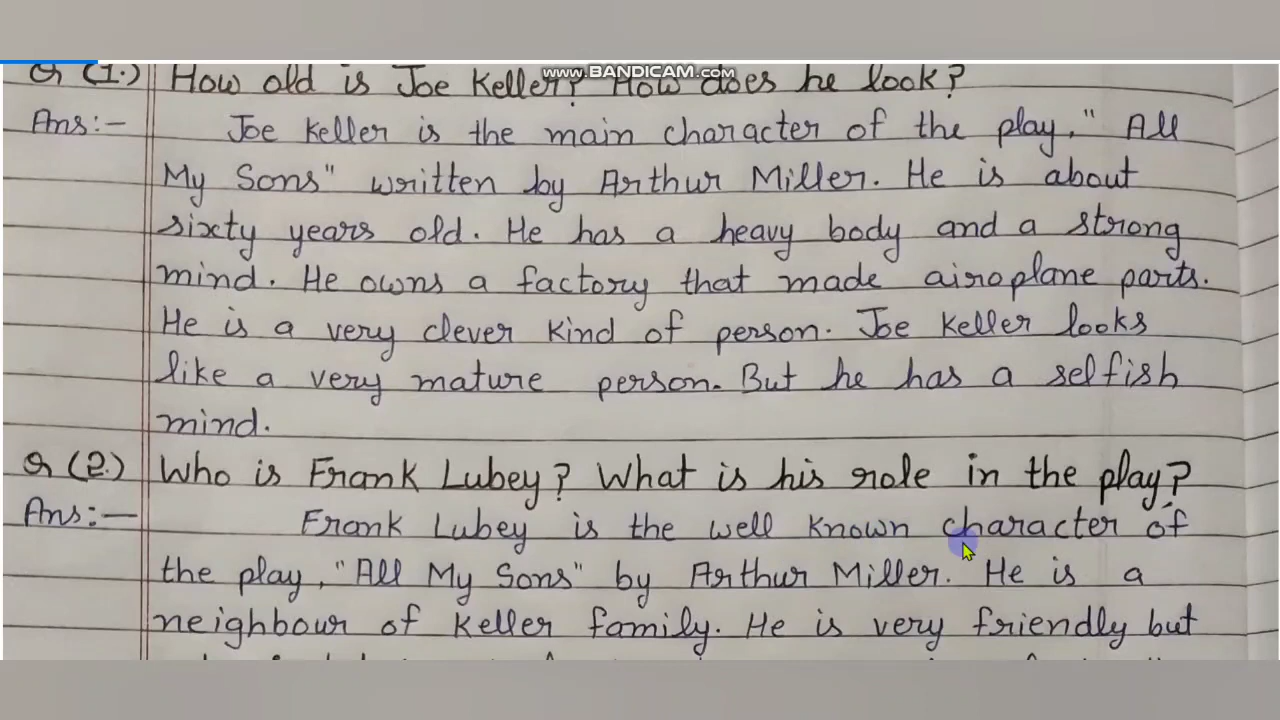 www.BANDICAM.com
Q (1.) How old is Joe Keller? How does he look?
Ans:- Joe Keller is the main character of the play, "All
My Sons" written by Arthur Miller. He is about
sixty years old. He has a heavy body and a strong
mind. He owns a factory that made airoplane parts.
He is a very clever kind of person. Joe Keller looks
like a very mature person. But he has a selfish
mind.
Q (2.) Who is Frank Lubey? What is his role in the play?
Ans:- Frank Lubey is the well known character of
the play, "All My Sons" by Arthur Miller. He is a
neighbour of Keller family. He is very friendly but